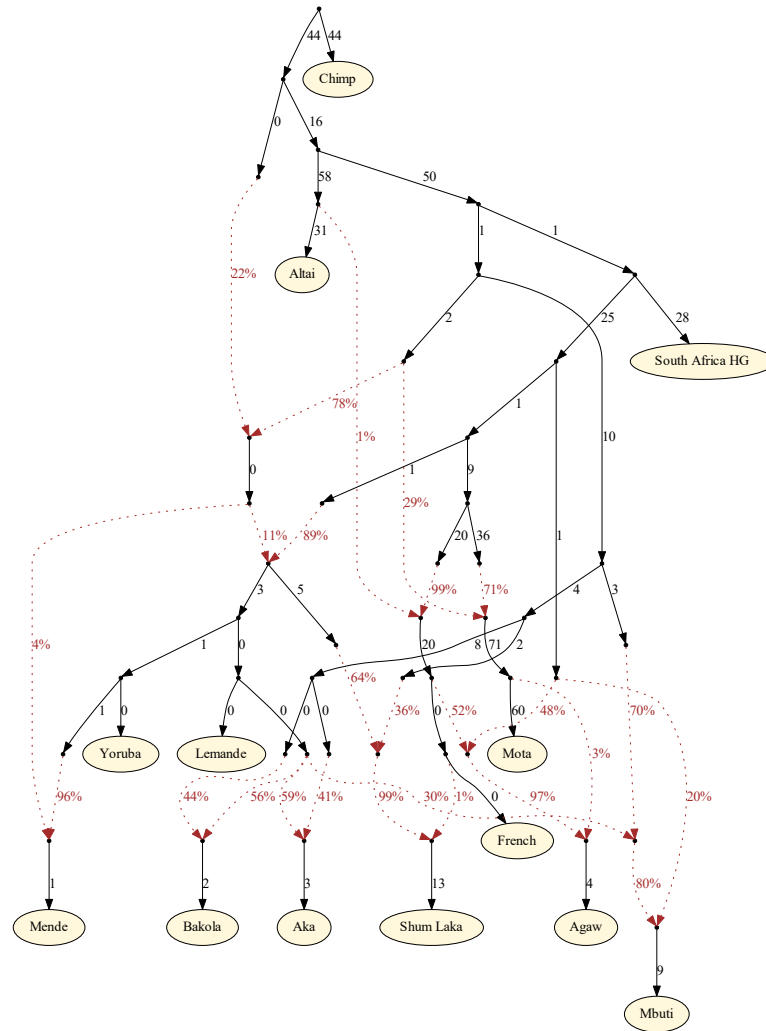 44 44
Chimp
0 16
58 50
31 1 1
Altai
22%
2 25 28
South Africa HG
78% 1
1% 10
0 1 9
29%
11% 89% 20 36 1
3 5 99% 71% 4 3
4% 1 0 20 8 71 2
64% 36% 52% 48% 70%
1 0 0 0 0 0 0 60
Yoruba Lemande Mota
3%
96% 44% 56% 59% 41% 99% 30% 1% 0 97% 20%
French
80%
1 2 3 13 4
Mende Bakola Aka Shum Laka Agaw
9
Mbuti